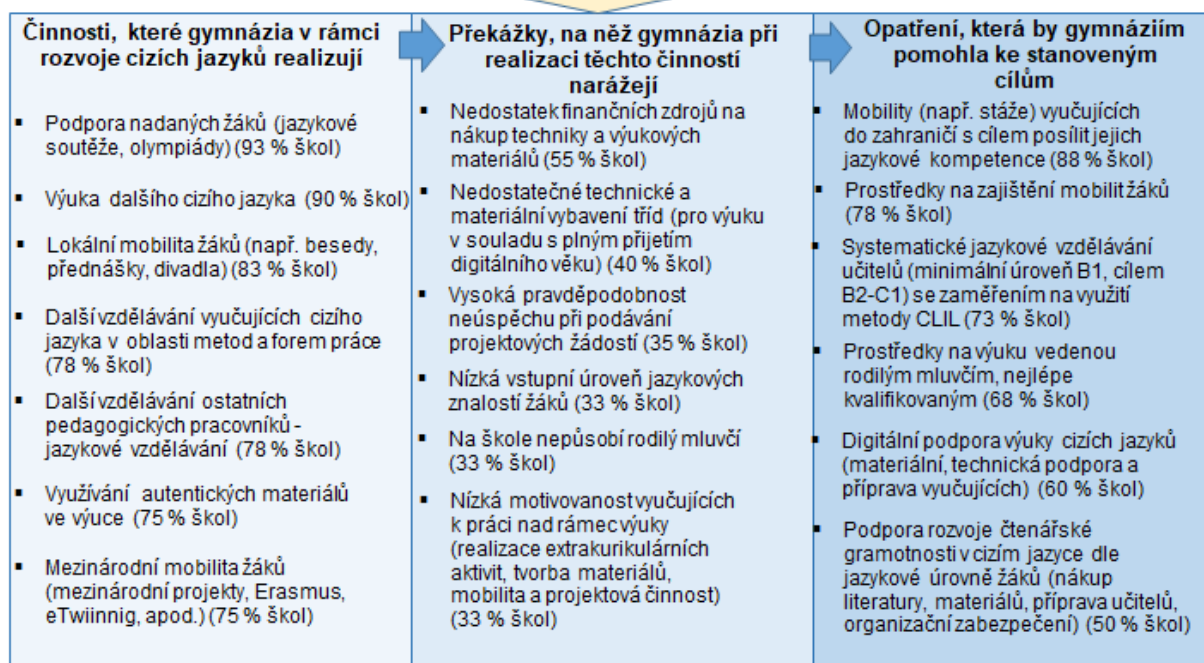 Činnosti, které gymnázia v rámci
rozvoje cizích jazyků realizují
▪ Podpora nadaných žáků (jazykové
soutěže, olympiády) (93 % škol)
▪ Výuka dalšího cizího jazyka (90 % škol)
▪ Lokální mobilita žáků (např. besedy,
přednášky, divadla) (83 % škol)
▪ Další vzdělávání vyučujících cizího
jazyka v oblasti metod a forem práce
(78 % škol)
▪ Další vzdělávání ostatních
pedagogických pracovníků -
jazykové vzdělávání (78 % škol)
▪ Využívání autentických materiálů
ve výuce (75 % škol)
▪ Mezinárodní mobilita žáků
(mezinárodní projekty, Erasmus,
eTwiinnig, apod.) (75 % škol)
Překážky, na něž gymnázia při
realizaci těchto činností
narážejí
▪ Nedostatek finančních zdrojů na
nákup techniky a výukových
materiálů (55 % škol)
▪ Nedostatečné technické a
materiální vybavení tříd (pro výuku
v souladu s plným přijetím
digitálního věku) (40 % škol)
▪ Vysoká pravděpodobnost
neúspěchu při podávání
projektových žádostí (35 % škol)
▪ Nízká vstupní úroveň jazykových
znalostí žáků (33 % škol)
▪ Na škole nepůsobí rodilý mluvčí
(33 % škol)
▪ Nízká motivovanost vyučujících
k práci nad rámec výuky
(realizace extrakurikulárních
aktivit, tvorba materiálů,
mobilita a projektová činnost)
(33 % škol)
Opatření, která by gymnáziím
pomohla ke stanoveným
cílům
▪ Mobility (např. stáže) vyučujících
do zahraničí s cílem posílit jejich
jazykové kompetence (88 % škol)
▪ Prostředky na zajištění mobilit žáků
(78 % škol)
▪ Systematické jazykové vzdělávání
učitelů (minimální úroveň B1, cílem
B2-C1) se zaměřením na využití
metody CLIL (73 % škol)
▪ Prostředky na výuku vedenou
rodilým mluvčím, nejlépe
kvalifikovaným (68 % škol)
▪ Digitální podpora výuky cizích jazyků
(materiální, technická podpora a
příprava vyučujících) (60 % škol)
▪ Podpora rozvoje čtenářské
gramotnosti v cizím jazyce dle
jazykové úrovně žáků (nákup
literatury, materiálů, příprava učitelů,
organizační zabezpečení) (50 % škol)